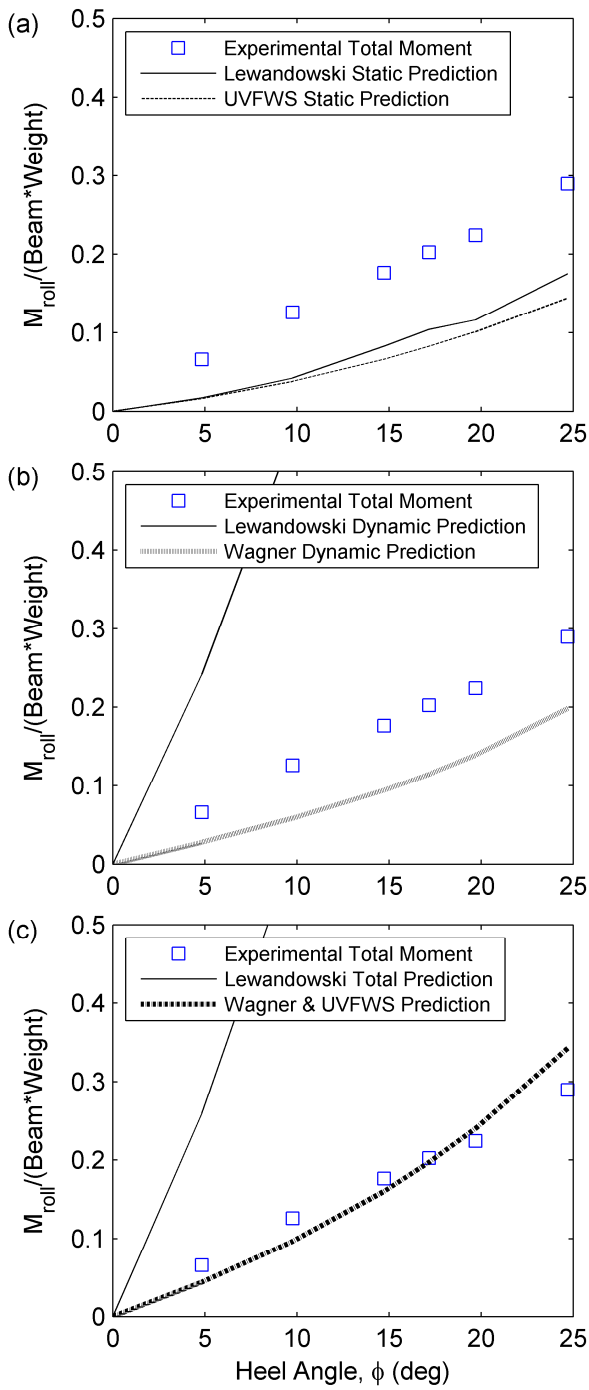 (a)
0.5
0.4
0.3
0.2
0.1
0
M_roll/(Beam*Weight)
Experimental Total Moment
Lewandowski Static Prediction
UVFWS Static Prediction
0 5 10 15 20 25
(b)
0.5
0.4
0.3
0.2
0.1
0
M_roll/(Beam*Weight)
Experimental Total Moment
Lewandowski Dynamic Prediction
Wagner Dynamic Prediction
0 5 10 15 20 25
(c)
0.5
0.4
0.3
0.2
0.1
0
M_roll/(Beam*Weight)
Experimental Total Moment
Lewandowski Total Prediction
Wagner & UVFWS Prediction
0 5 10 15 20 25
Heel Angle, ϕ (deg)